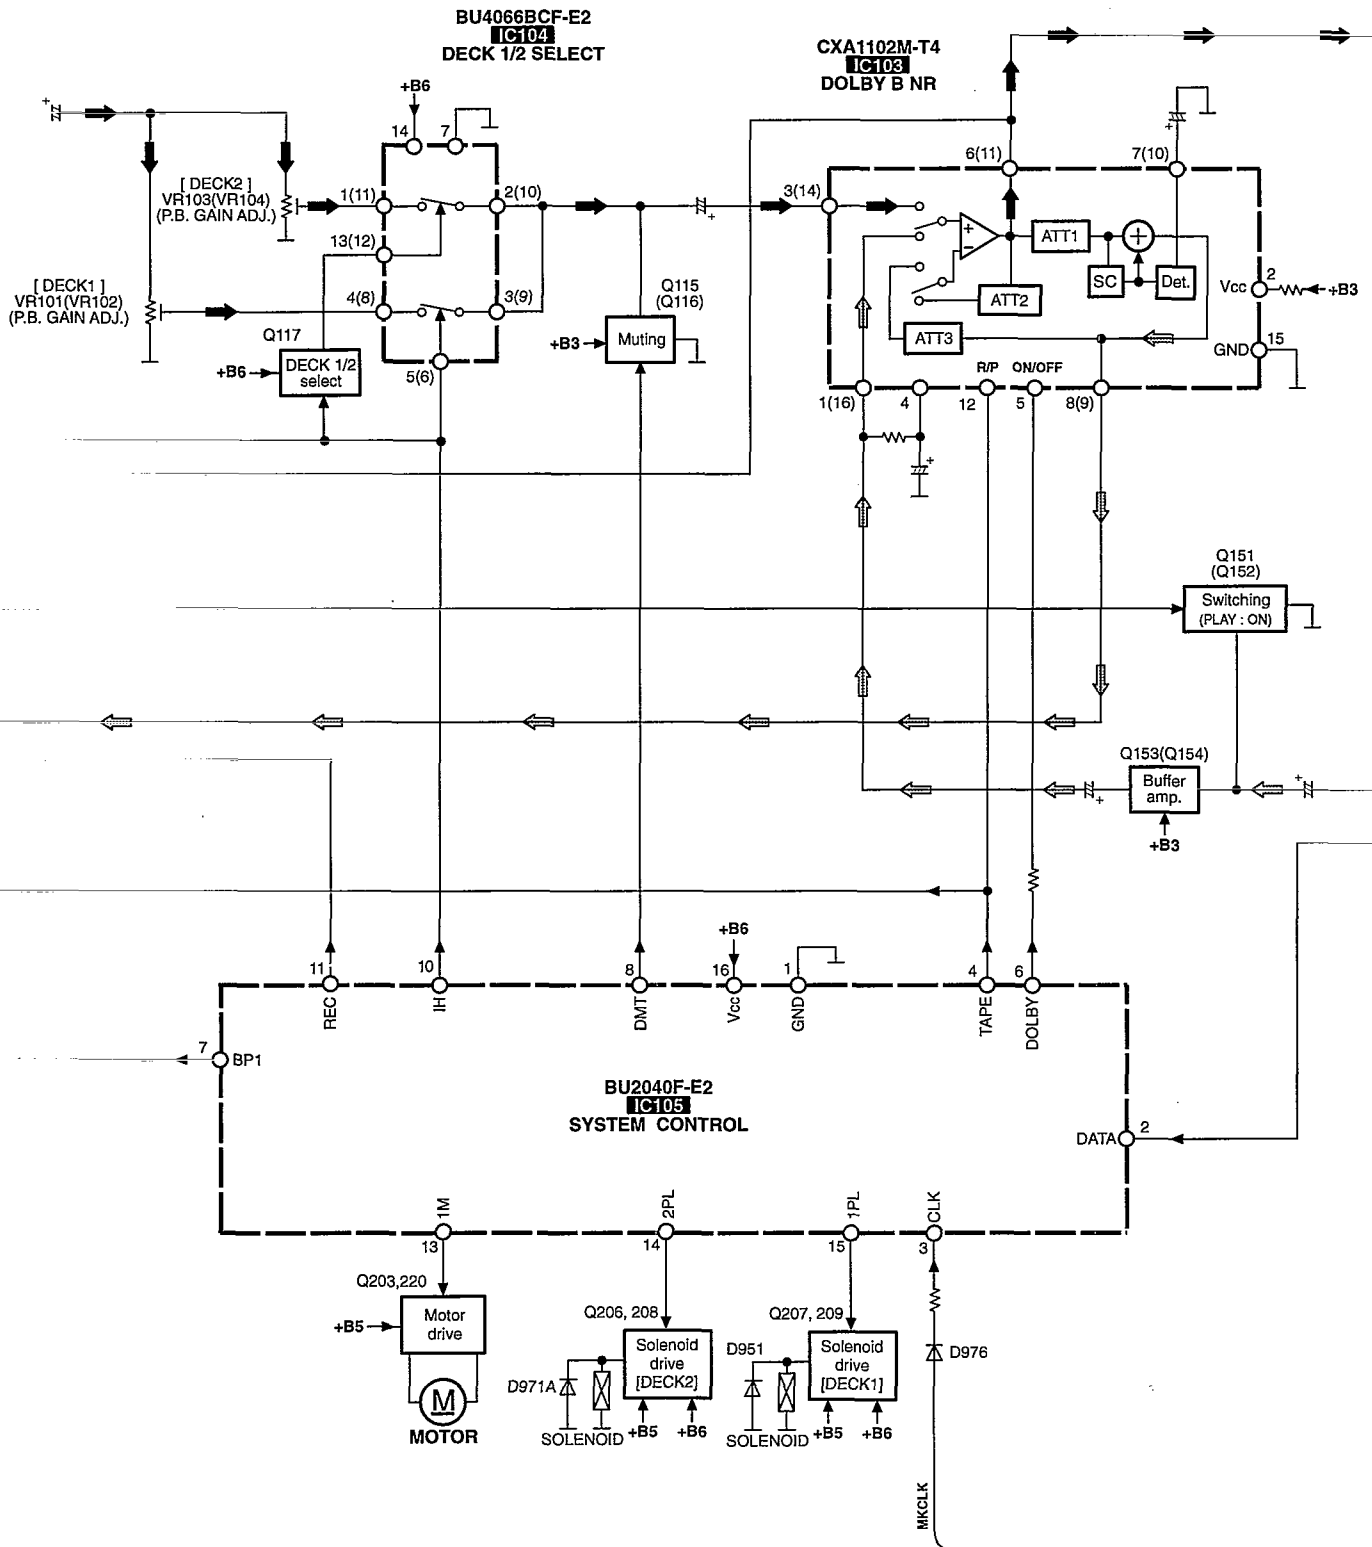 BU4066BCF-E2
IC104
DECK 1/2 SELECT
CXA1102M-T4
IC103
DOLBY B NR
+B6
14
7
6(11)
7(10)
[ DECK2 ]
VR103(VR104)
(P.B. GAIN ADJ.)
1(11)
2(10)
3(14)
13(12)
ATT1
SC
Det.
ATT2
ATT3
Vcc
2
+B3
GND
15
[ DECK1 ]
VR101(VR102)
(P.B. GAIN ADJ.)
4(8)
3(9)
Q115
(Q116)
Q117
+B6
DECK 1/2
select
5(6)
+B3
Muting
R/P
ON/OFF
1(16)
4
12
5
8(9)
Q151
(Q152)
Switching
(PLAY : ON)
Q153(Q154)
Buffer
amp.
+B3
+B6
11
10
8
16
1
4
6
REC
IH
DMT
Vcc
GND
TAPE
DOLBY
7
BP1
BU2040F-E2
IC105
SYSTEM CONTROL
DATA
2
1M
2PL
1PL
CLK
13
14
15
3
Q203,220
+B5
Motor
drive
M
MOTOR
Q206, 208
Solenoid
drive
[DECK2]
D971A
SOLENOID
+B5
+B6
Q207, 209
Solenoid
drive
[DECK1]
D951
SOLENOID
+B5
+B6
D976
MKCLK